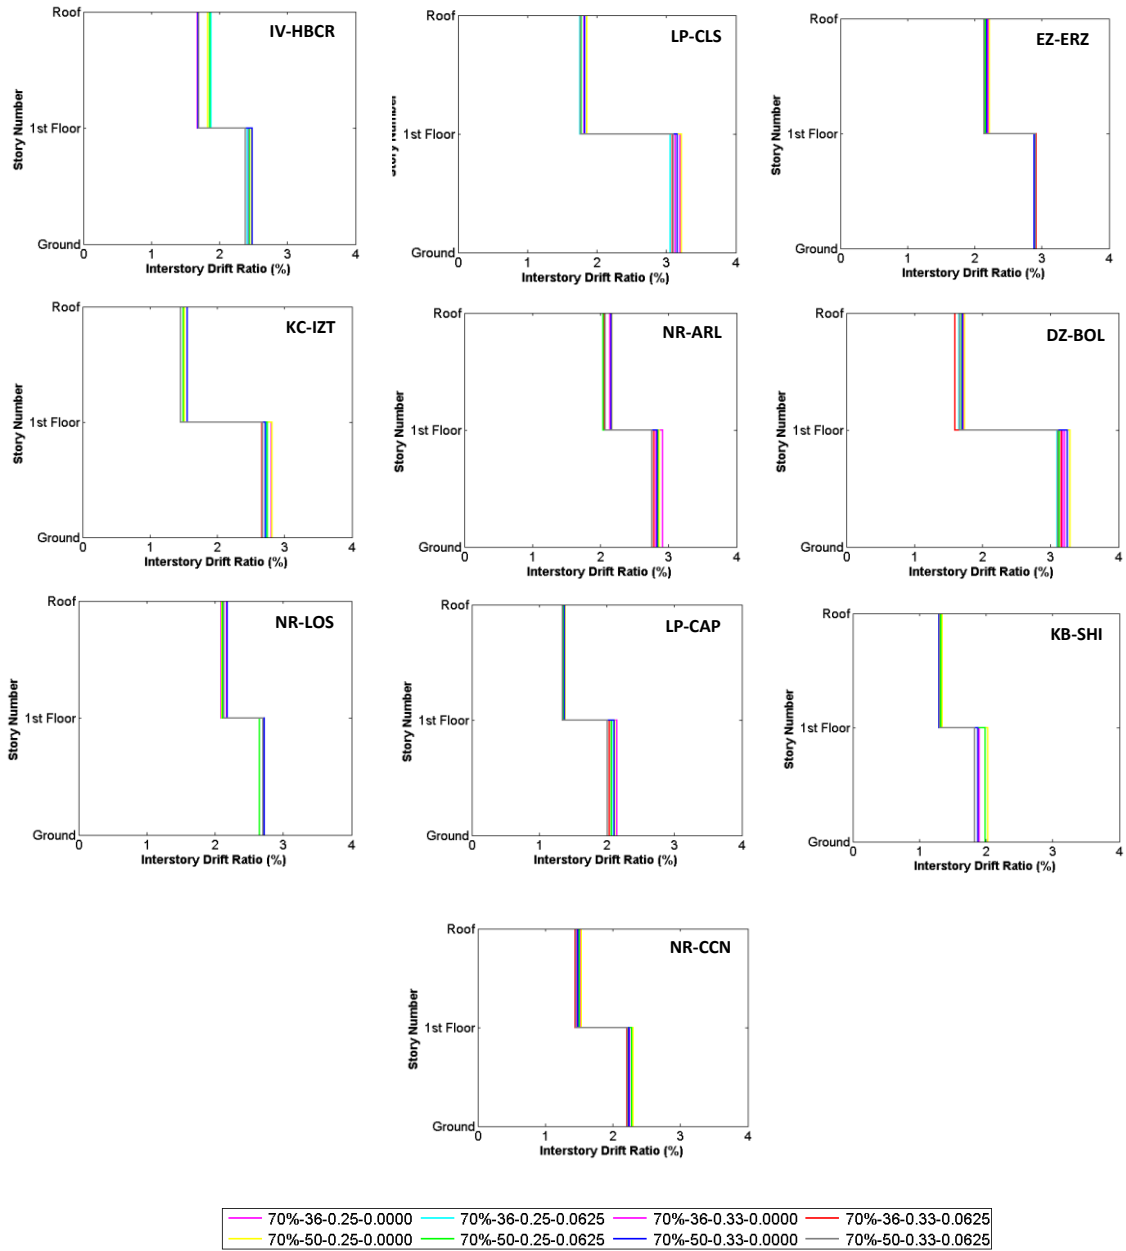 Roof
IV-HBCR
Story Number
1st Floor
Ground
0 1 2 3 4
Interstory Drift Ratio (%)
Roof
LP-CLS
Story Number
1st Floor
Ground
0 1 2 3 4
Interstory Drift Ratio (%)
Roof
EZ-ERZ
Story Number
1st Floor
Ground
0 1 2 3 4
Interstory Drift Ratio (%)
Roof
KC-IZT
Story Number
1st Floor
Ground
0 1 2 3 4
Interstory Drift Ratio (%)
Roof
NR-ARL
Story Number
1st Floor
Ground
0 1 2 3 4
Interstory Drift Ratio (%)
Roof
DZ-BOL
Story Number
1st Floor
Ground
0 1 2 3 4
Interstory Drift Ratio (%)
Roof
NR-LOS
Story Number
1st Floor
Ground
0 1 2 3 4
Interstory Drift Ratio (%)
Roof
LP-CAP
Story Number
1st Floor
Ground
0 1 2 3 4
Interstory Drift Ratio (%)
Roof
KB-SHI
Story Number
1st Floor
Ground
0 1 2 3 4
Interstory Drift Ratio (%)
Roof
NR-CCN
Story Number
1st Floor
Ground
0 1 2 3 4
Interstory Drift Ratio (%)
70%-36-0.25-0.0000 70%-36-0.25-0.0625 70%-36-0.33-0.0000 70%-36-0.33-0.0625
70%-50-0.25-0.0000 70%-50-0.25-0.0625 70%-50-0.33-0.0000 70%-50-0.33-0.0625